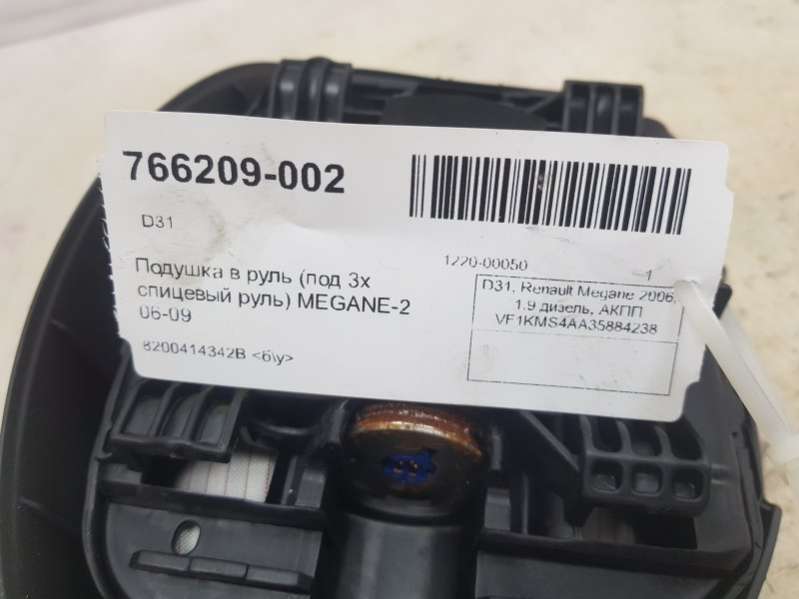 766209-002
D31
Подушка в руль (под 3х
спицевый руль) MEGANE-2
06-09
8200414342B <б\у>
1220-00050 1
D31, Renault Megane 2006,
1.9 дизель, АКПП
VF1KMS4AA35884238